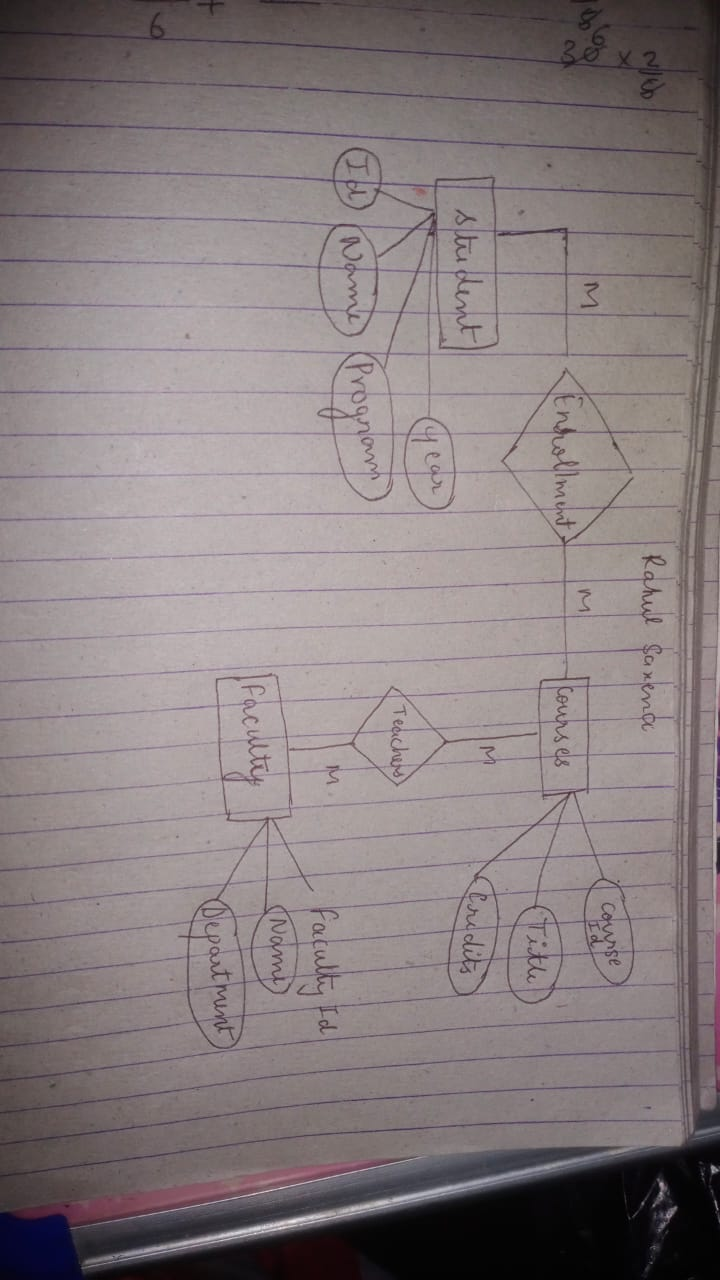 Rahul Saxena
M
M
Enrollment
Courses
Student
M
Course
Id
Title
Credits
Id
Name
Program
year
Teaches
M
Faculty
Faculty Id
Name
Department
6
+